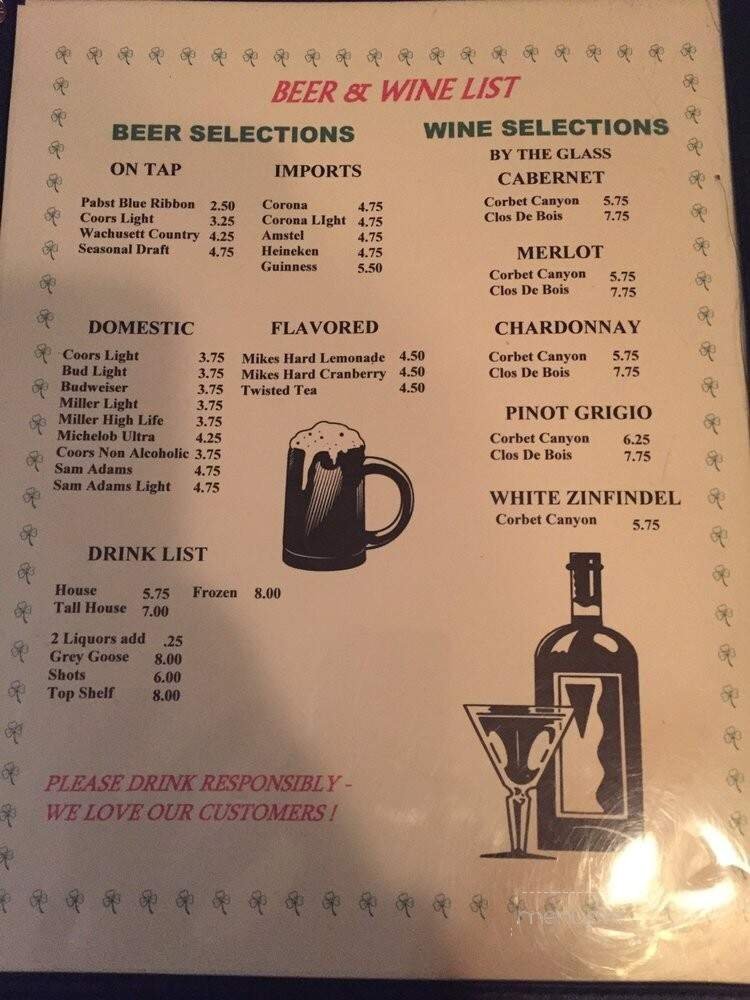 BEER & WINE LIST
BEER SELECTIONS
ON TAP
Pabst Blue Ribbon 2.50
Coors Light 3.25
Wachusett Country 4.25
Seasonal Draft 4.75
IMPORTS
Corona 4.75
Corona LIght 4.75
Amstel 4.75
Heineken 4.75
Guinness 5.50
DOMESTIC
Coors Light 3.75
Bud Light 3.75
Budweiser 3.75
Miller Light 3.75
Miller High Life 3.75
Michelob Ultra 4.25
Coors Non Alcoholic 3.75
Sam Adams 4.75
Sam Adams Light 4.75
FLAVORED
Mikes Hard Lemonade 4.50
Mikes Hard Cranberry 4.50
Twisted Tea 4.50
DRINK LIST
House 5.75 Frozen 8.00
Tall House 7.00
2 Liquors add .25
Grey Goose 8.00
Shots 6.00
Top Shelf 8.00
PLEASE DRINK RESPONSIBLY -
WE LOVE OUR CUSTOMERS !
WINE SELECTIONS
BY THE GLASS
CABERNET
Corbet Canyon 5.75
Clos De Bois 7.75
MERLOT
Corbet Canyon 5.75
Clos De Bois 7.75
CHARDONNAY
Corbet Canyon 5.75
Clos De Bois 7.75
PINOT GRIGIO
Corbet Canyon 6.25
Clos De Bois 7.75
WHITE ZINFINDEL
Corbet Canyon 5.75